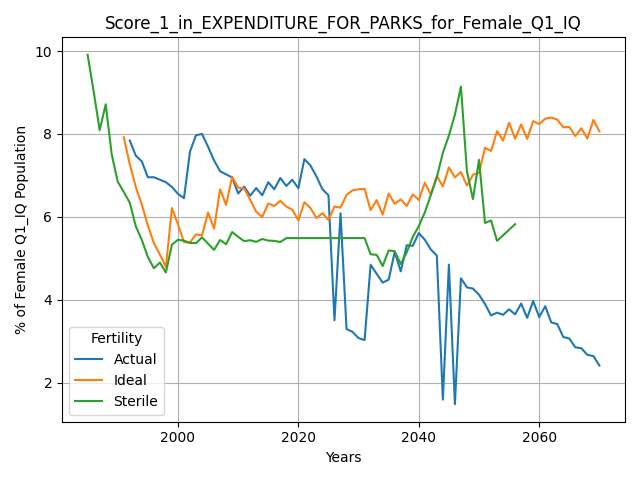 Score_1_in_EXPENDITURE_FOR_PARKS_for_Female_Q1_IQ
% of Female Q1_IQ Population
10
8
6
4
2
Fertility
Actual
Ideal
Sterile
2000 2020 2040 2060
Years